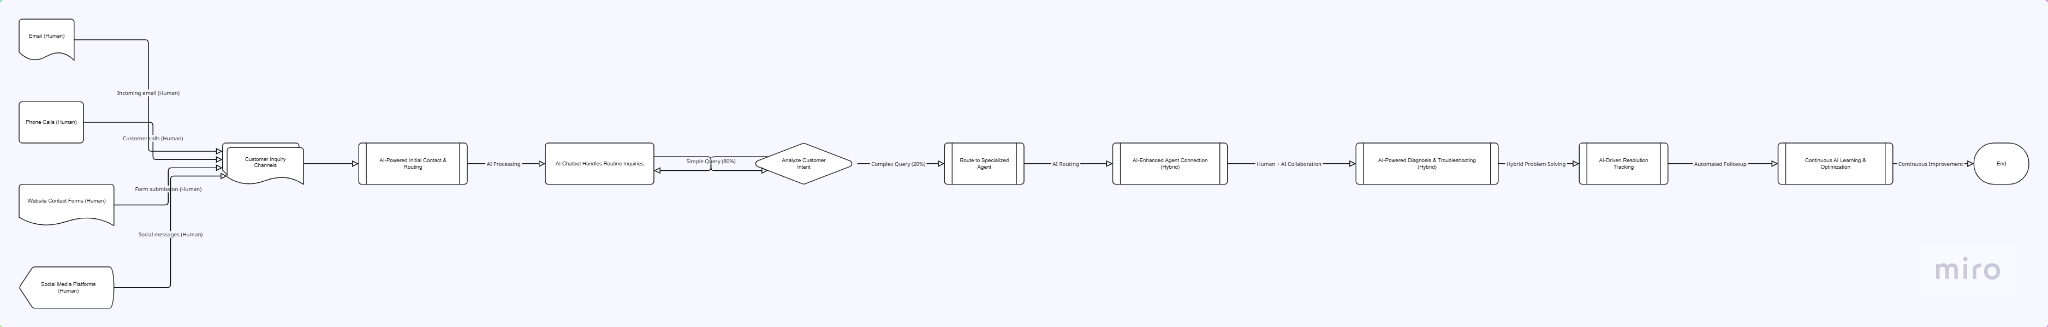 Email (Human)
Incoming email (Human)
Phone Calls (Human)
Customer calls (Human)
Website Contact Forms (Human)
Form submission (Human)
Social messages (Human)
Social Media Platforms
(Human)
Customer Inquiry
Channels
AI-Powered Initial Contact &
Routing
AI Processing
AI Chatbot Handles Routine Inquiries
Simple Query (80%)
Analyze Customer
Intent
Complex Query (20%)
Route to Specialized
Agent
AI Routing
AI-Enhanced Agent Connection
(Hybrid)
Human + AI Collaboration
AI-Powered Diagnosis & Troubleshooting
(Hybrid)
Hybrid Problem Solving
AI-Driven Resolution
Tracking
Automated Followup
Continuous AI Learning &
Optimization
Continuous Improvement
End
miro